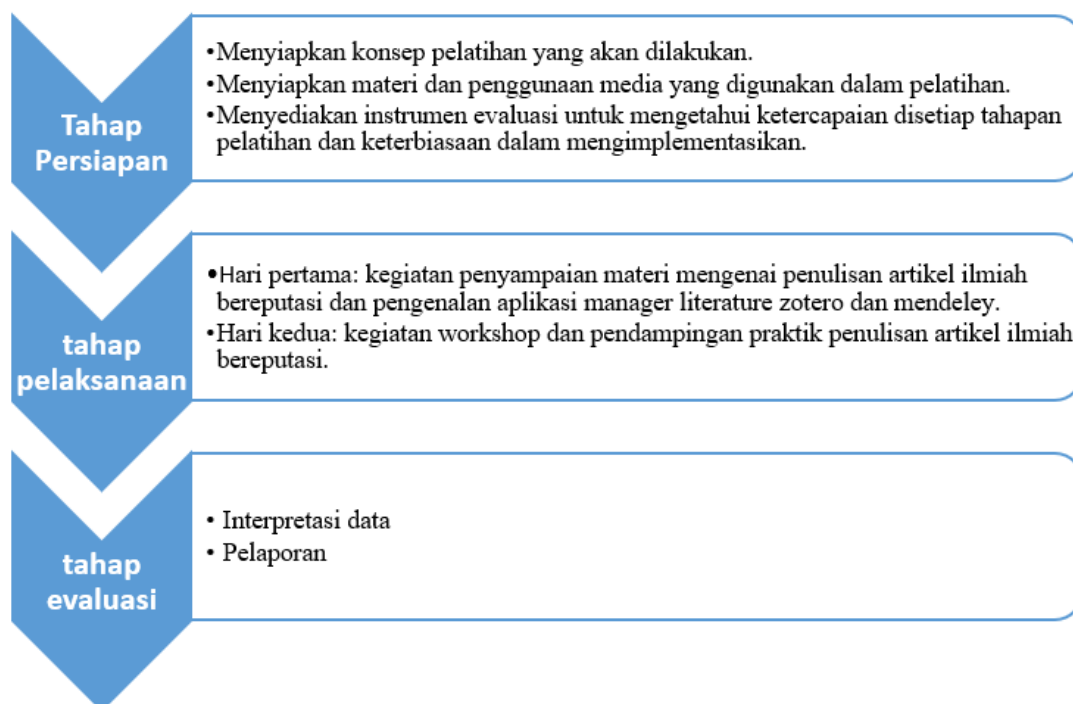 Tahap
Persiapan
•Menyiapkan konsep pelatihan yang akan dilakukan.
•Menyiapkan materi dan penggunaan media yang digunakan dalam pelatihan.
•Menyediakan instrumen evaluasi untuk mengetahui ketercapaian disetiap tahapan
pelatihan dan keterbiasaan dalam mengimplementasikan.
tahap
pelaksanaan
•Hari pertama: kegiatan penyampaian materi mengenai penulisan artikel ilmiah
bereputasi dan pengenalan aplikasi manager literature zotero dan mendeley.
•Hari kedua: kegiatan workshop dan pendampingan praktik penulisan artikel ilmiah
bereputasi.
tahap
evaluasi
• Interpretasi data
• Pelaporan